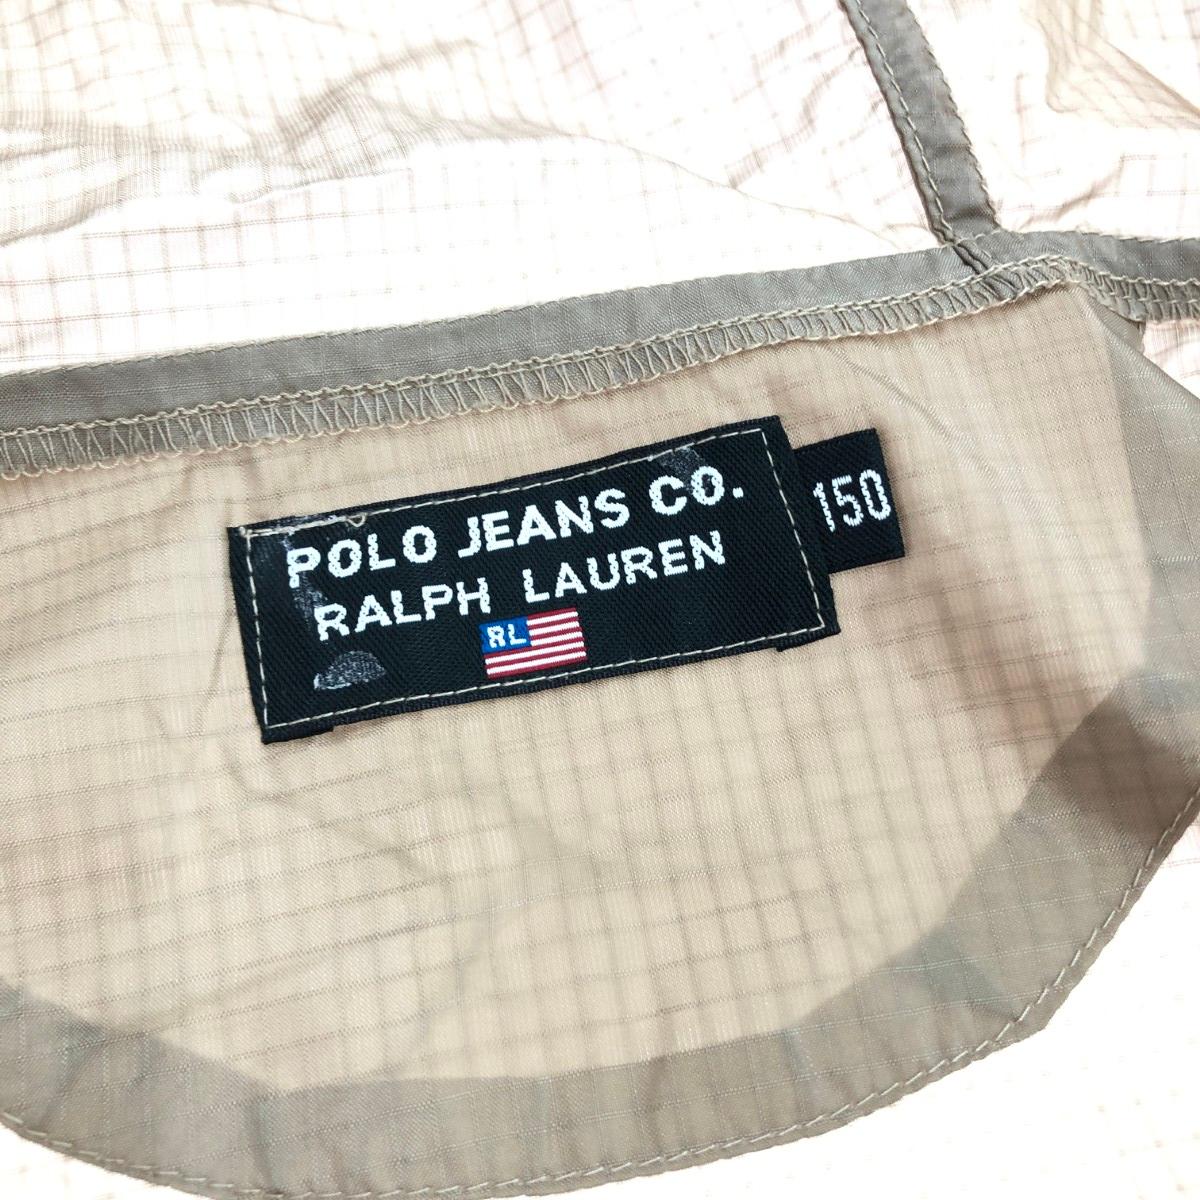 POLO JEANS CO.
RALPH LAUREN
RL
150